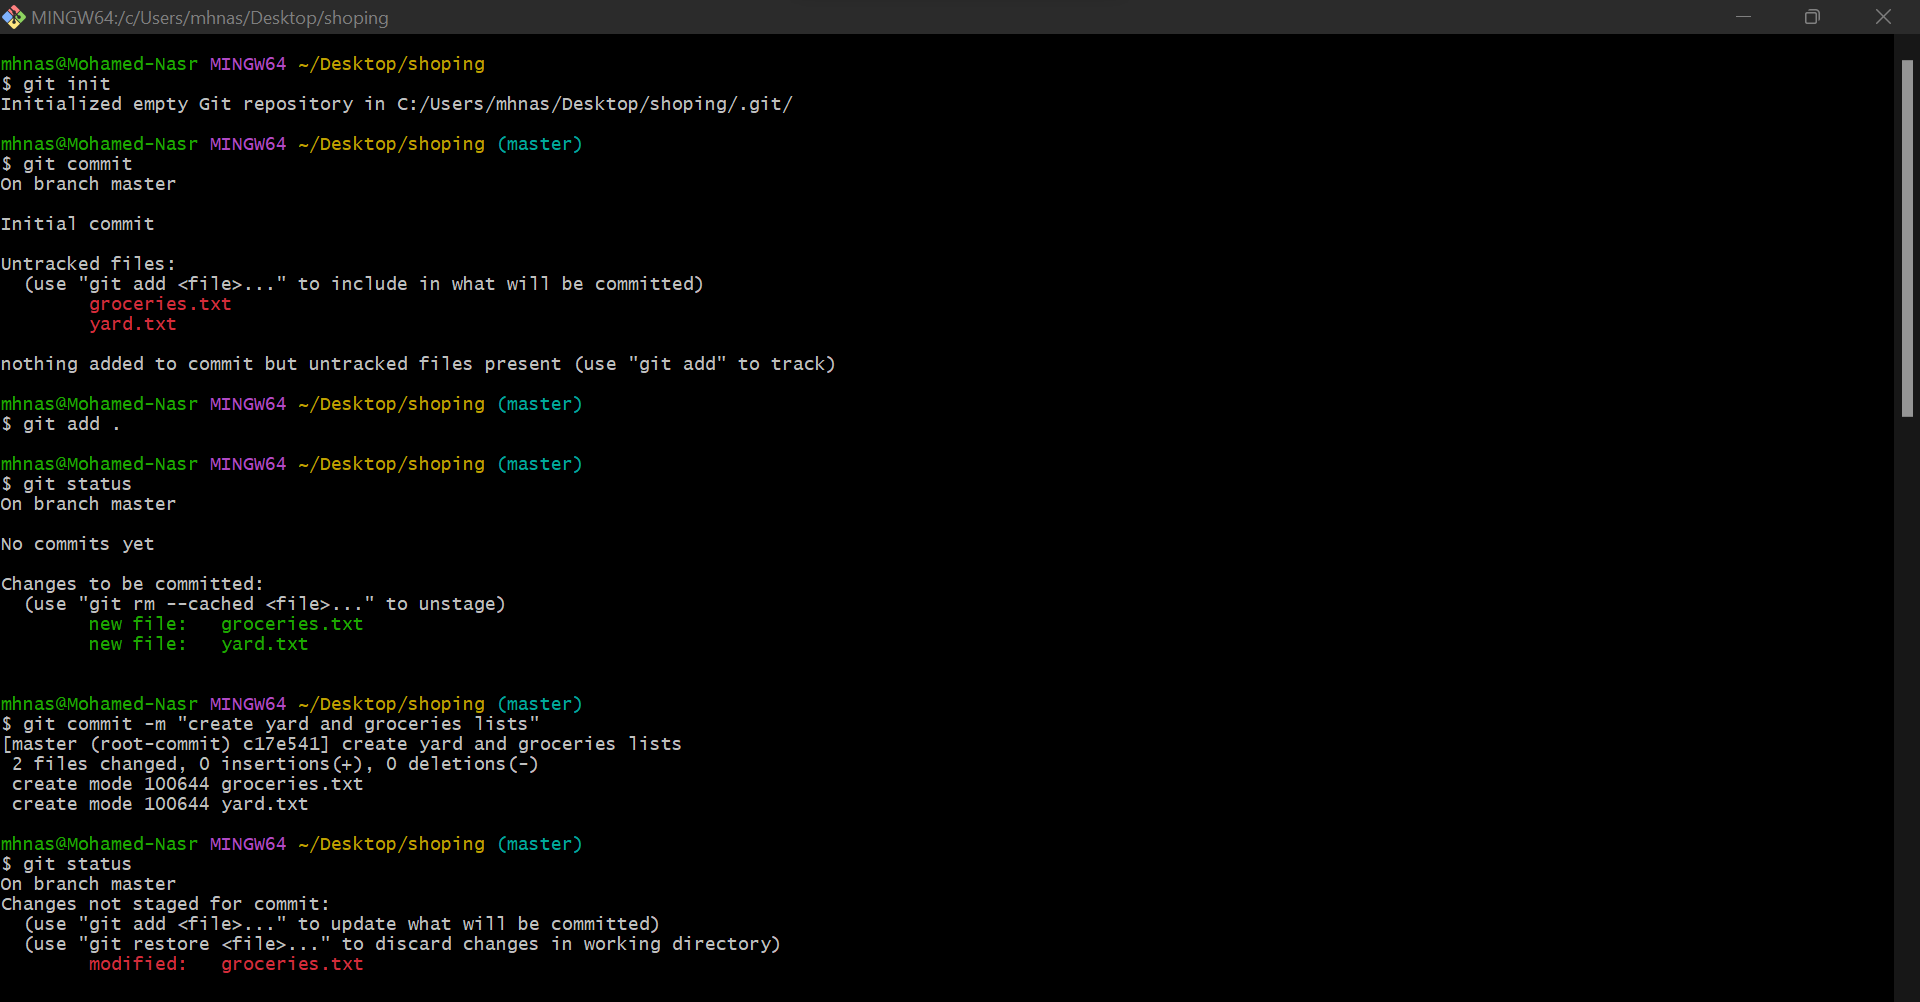 MINGW64:/c/Users/mhnas/Desktop/shoping
mhnas@Mohamed-Nasr MINGW64 ~/Desktop/shoping
$ git init
Initialized empty Git repository in C:/Users/mhnas/Desktop/shoping/.git/
mhnas@Mohamed-Nasr MINGW64 ~/Desktop/shoping (master)
$ git commit
On branch master
Initial commit
Untracked files:
  (use "git add <file>..." to include in what will be committed)
        groceries.txt
        yard.txt
nothing added to commit but untracked files present (use "git add" to track)
mhnas@Mohamed-Nasr MINGW64 ~/Desktop/shoping (master)
$ git add .
mhnas@Mohamed-Nasr MINGW64 ~/Desktop/shoping (master)
$ git status
On branch master
No commits yet
Changes to be committed:
  (use "git rm --cached <file>..." to unstage)
        new file:   groceries.txt
        new file:   yard.txt
mhnas@Mohamed-Nasr MINGW64 ~/Desktop/shoping (master)
$ git commit -m "create yard and groceries lists"
[master (root-commit) c17e541] create yard and groceries lists
 2 files changed, 0 insertions(+), 0 deletions(-)
 create mode 100644 groceries.txt
 create mode 100644 yard.txt
mhnas@Mohamed-Nasr MINGW64 ~/Desktop/shoping (master)
$ git status
On branch master
Changes not staged for commit:
  (use "git add <file>..." to update what will be committed)
  (use "git restore <file>..." to discard changes in working directory)
        modified:   groceries.txt